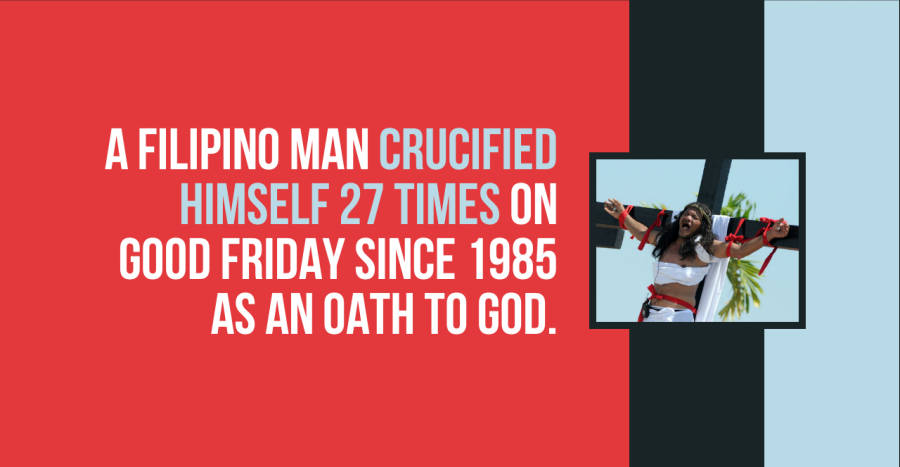 A FILIPINO MAN CRUCIFIED
HIMSELF 27 TIMES ON
GOOD FRIDAY SINCE 1985
AS AN OATH TO GOD.